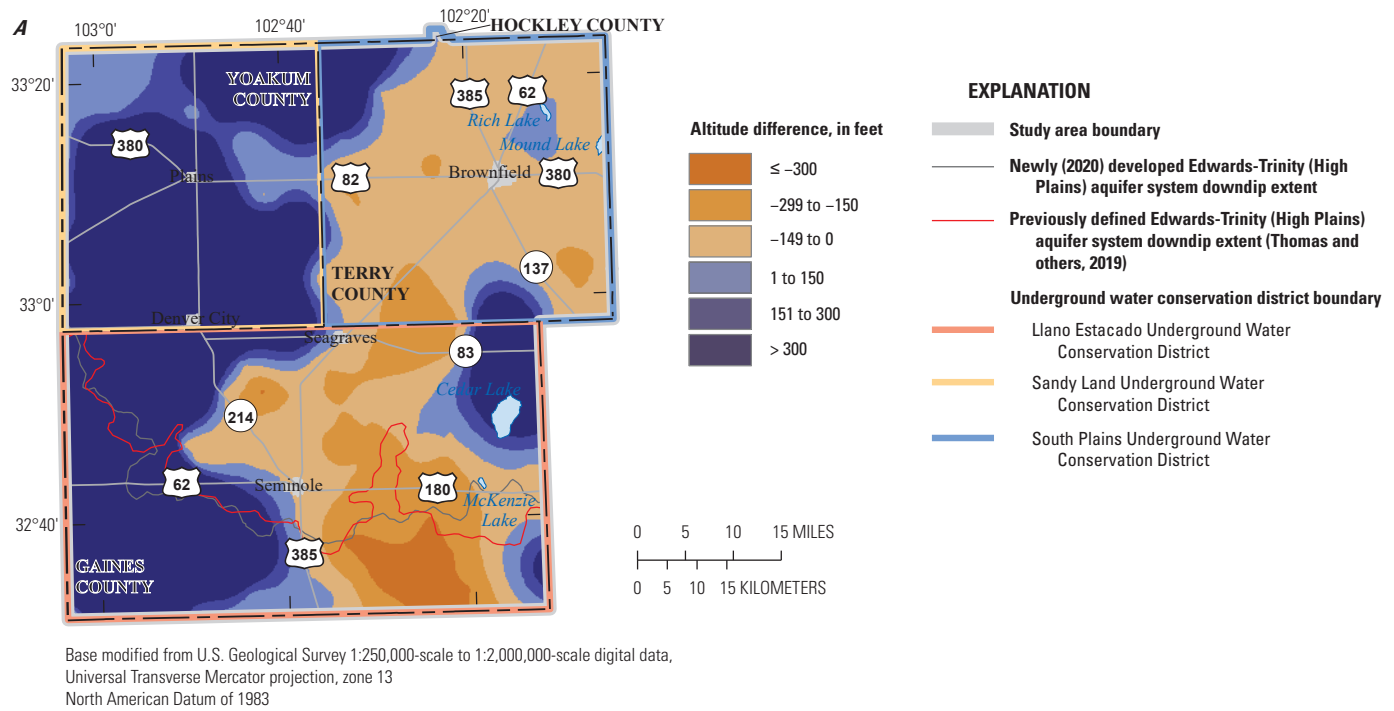 A
103°0'
102°40'
102°20'
HOCKLEY COUNTY
33°20'
YOAKUM
COUNTY
385
62
Rich Lake
Mound Lake
380
Plains
82
Brownfield
380
TERRY
COUNTY
137
33°0'
Denver City
Seagraves
83
Cedar Lake
214
62
Seminole
180
McKenzie
Lake
32°40'
385
GAINES
COUNTY
Altitude difference, in feet
≤ −300
−299 to −150
−149 to 0
1 to 150
151 to 300
> 300
0 5 10 15 MILES
0 5 10 15 KILOMETERS
EXPLANATION
Study area boundary
Newly (2020) developed Edwards-Trinity (High
Plains) aquifer system downdip extent
Previously defined Edwards-Trinity (High Plains)
aquifer system downdip extent (Thomas and
others, 2019)
Underground water conservation district boundary
Llano Estacado Underground Water
Conservation District
Sandy Land Underground Water
Conservation District
South Plains Underground Water
Conservation District
Base modified from U.S. Geological Survey 1:250,000-scale to 1:2,000,000-scale digital data,
Universal Transverse Mercator projection, zone 13
North American Datum of 1983